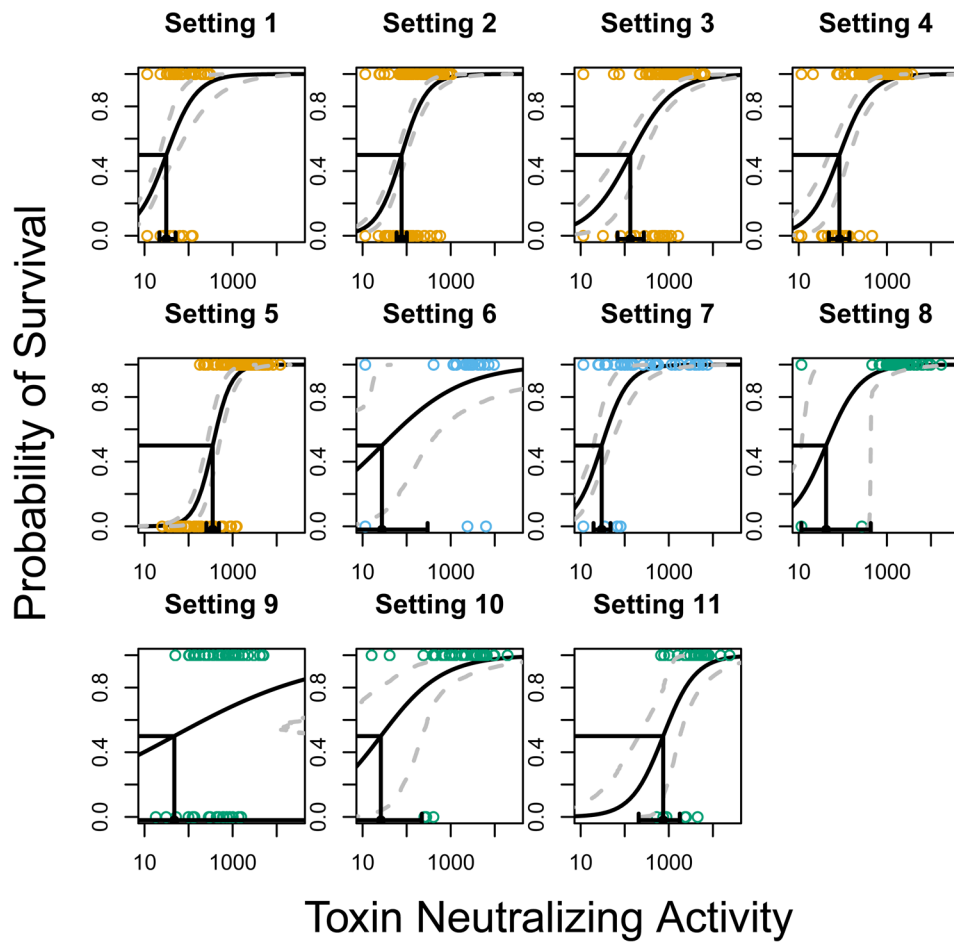 Setting 1 Setting 2 Setting 3 Setting 4
0.0 0.4 0.8 0.0 0.4 0.8 0.0 0.4 0.8 0.0 0.4 0.8
10 1000 10 1000 10 1000 10 1000
Setting 5 Setting 6 Setting 7 Setting 8
0.0 0.4 0.8 0.0 0.4 0.8 0.0 0.4 0.8 0.0 0.4 0.8
10 1000 10 1000 10 1000 10 1000
Setting 9 Setting 10 Setting 11
0.0 0.4 0.8 0.0 0.4 0.8 0.0 0.4 0.8
10 1000 10 1000 10 1000
Probability of Survival
Toxin Neutralizing Activity